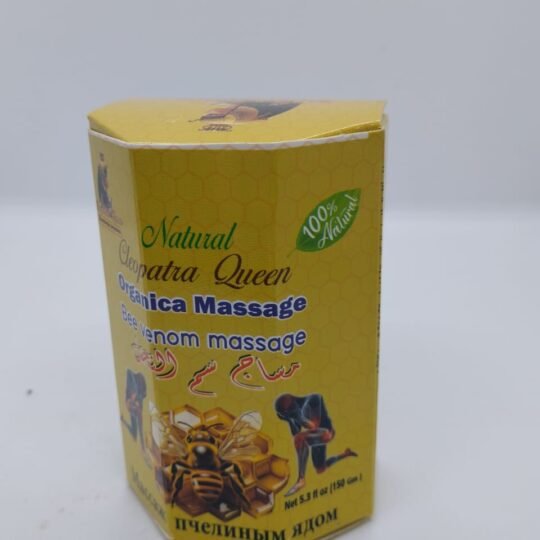 100%
Natural
Natural
Cleopatra Queen
Organica Massage
Bee venom massage
مساج سم النحل
Net 5.3 fl oz (150 Gm)
Массаж пчелиным ядом